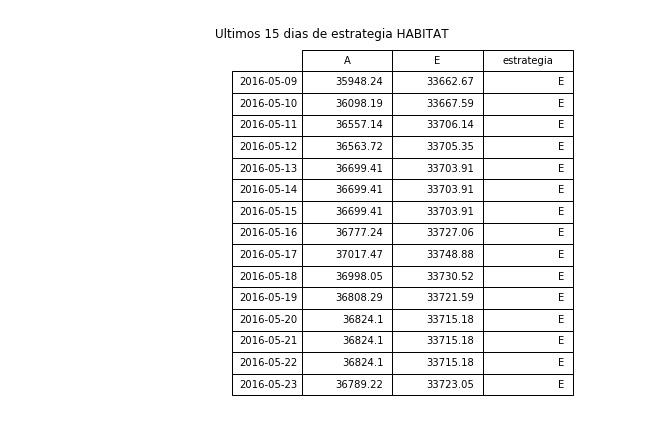 Ultimos 15 dias de estrategia HABITAT
A E estrategia
2016-05-09 35948.24 33662.67 E
2016-05-10 36098.19 33667.59 E
2016-05-11 36557.14 33706.14 E
2016-05-12 36563.72 33705.35 E
2016-05-13 36699.41 33703.91 E
2016-05-14 36699.41 33703.91 E
2016-05-15 36699.41 33703.91 E
2016-05-16 36777.24 33727.06 E
2016-05-17 37017.47 33748.88 E
2016-05-18 36998.05 33730.52 E
2016-05-19 36808.29 33721.59 E
2016-05-20 36824.1 33715.18 E
2016-05-21 36824.1 33715.18 E
2016-05-22 36824.1 33715.18 E
2016-05-23 36789.22 33723.05 E